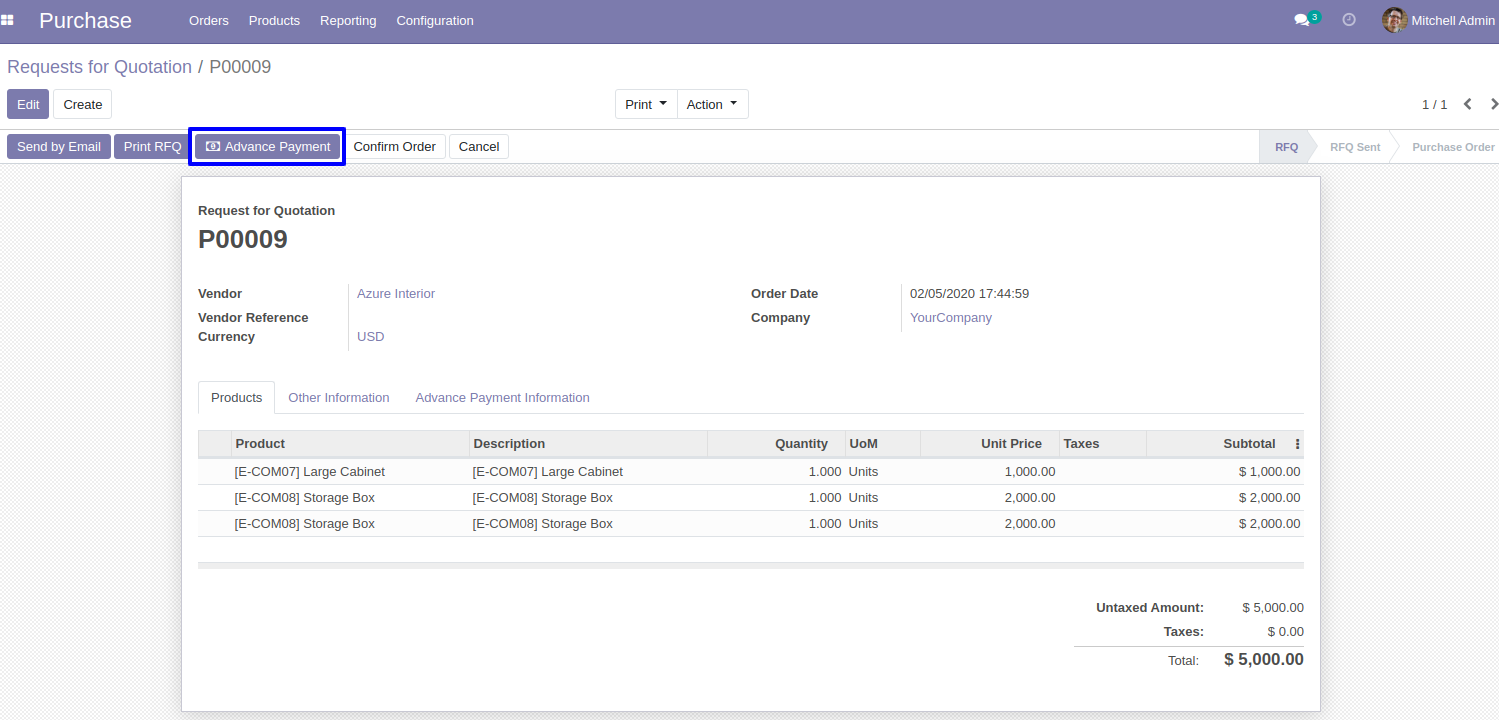 Purchase Orders Products Reporting Configuration 3 Mitchell Admin
Requests for Quotation / P00009
Edit Create Print Action 1 / 1
Send by Email Print RFQ Advance Payment Confirm Order Cancel RFQ RFQ Sent Purchase Order
Request for Quotation
P00009
Vendor Azure Interior Order Date 02/05/2020 17:44:59
Vendor Reference Company YourCompany
Currency USD
Products Other Information Advance Payment Information
Product Description Quantity UoM Unit Price Taxes Subtotal
[E-COM07] Large Cabinet [E-COM07] Large Cabinet 1.000 Units 1,000.00 $ 1,000.00
[E-COM08] Storage Box [E-COM08] Storage Box 1.000 Units 2,000.00 $ 2,000.00
[E-COM08] Storage Box [E-COM08] Storage Box 1.000 Units 2,000.00 $ 2,000.00
Untaxed Amount: $ 5,000.00
Taxes: $ 0.00
Total: $ 5,000.00